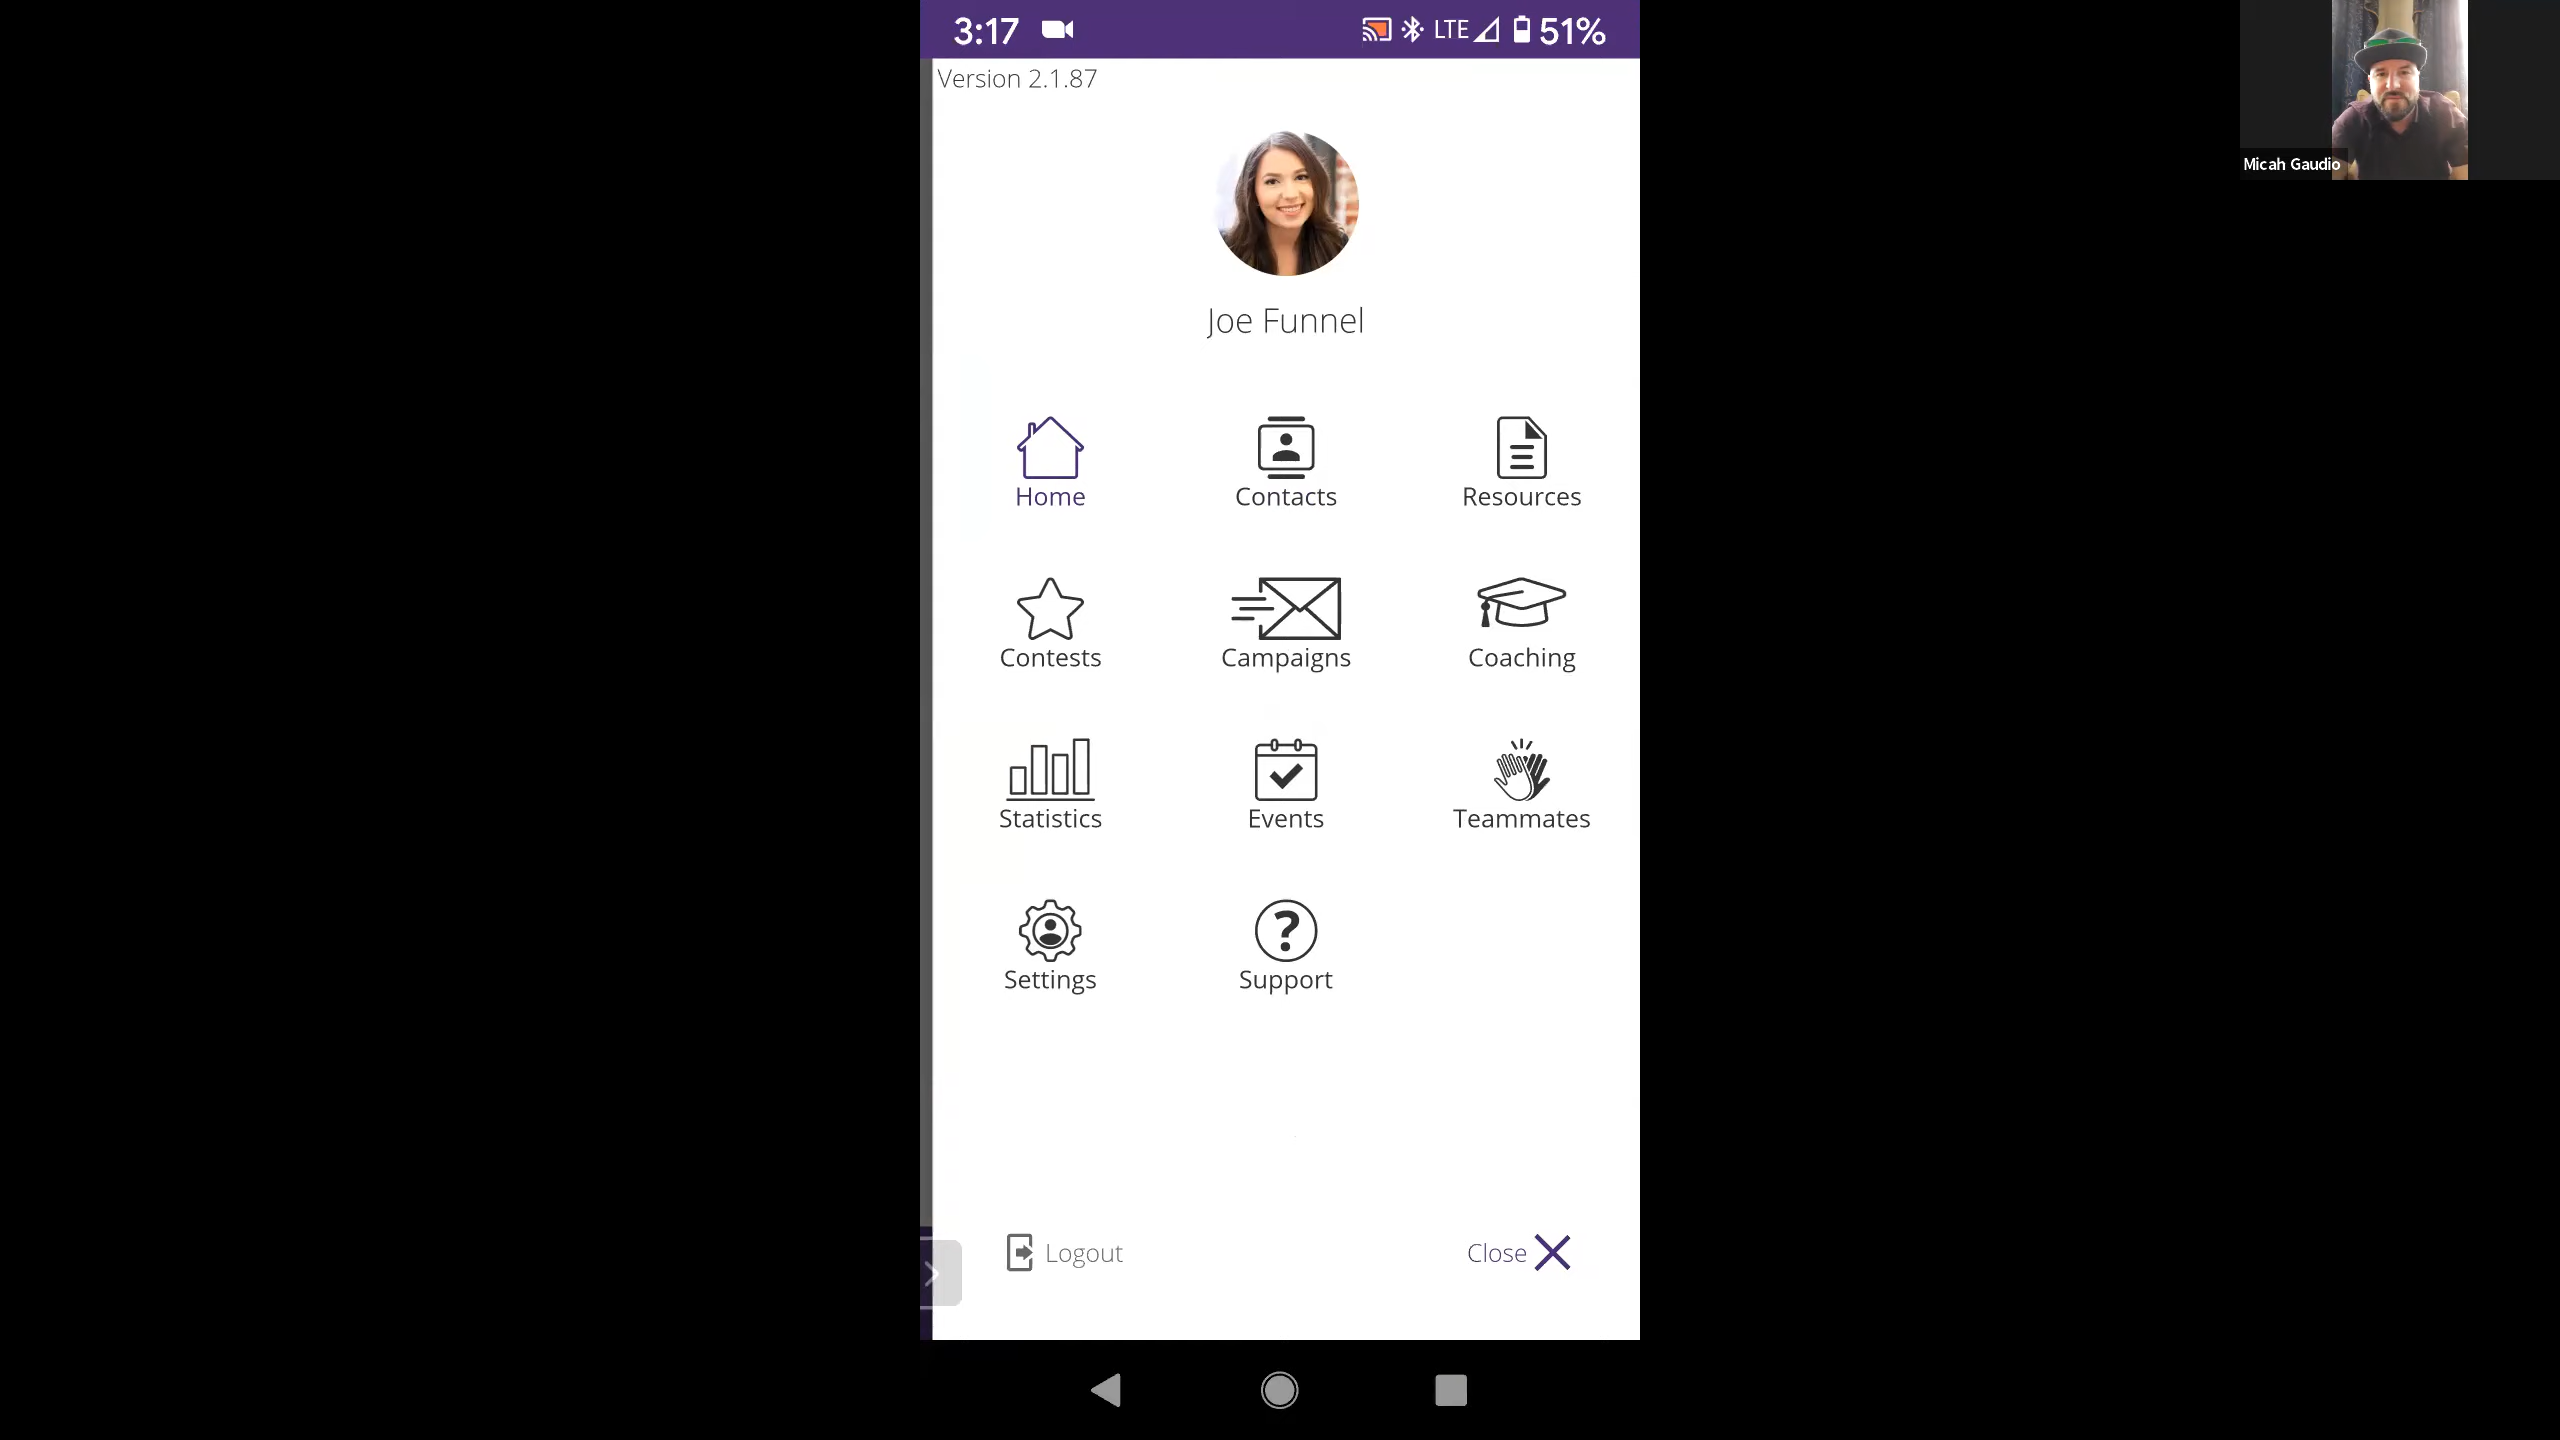 3:17 LTE 51%
Version 2.1.87
Micah Gaudio
Joe Funnel
Home Contacts Resources
Contests Campaigns Coaching
Statistics Events Teammates
Settings Support
Logout Close